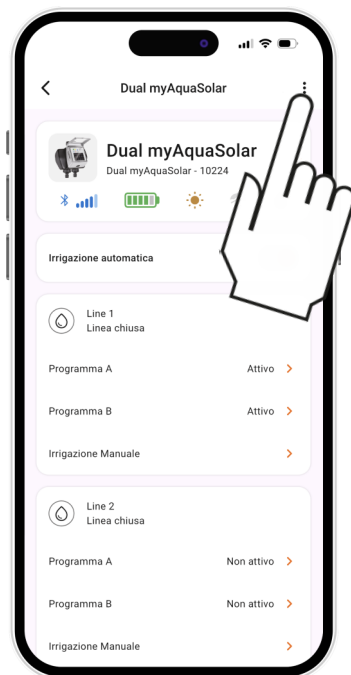 Dual myAquaSolar
Dual myAquaSolar
Dual myAquaSolar - 10224
Irrigazione automatica
Line 1
Linea chiusa
Programma A Attivo
Programma B Attivo
Irrigazione Manuale
Line 2
Linea chiusa
Programma A Non attivo
Programma B Non attivo
Irrigazione Manuale